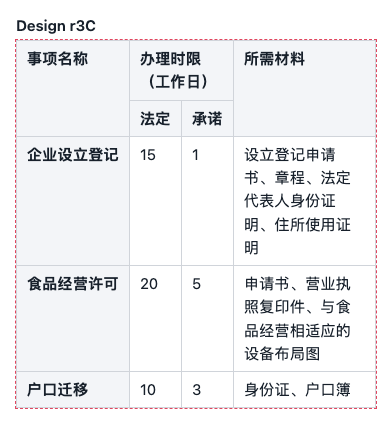 Design r3C
事项名称
办理时限
（工作日）
所需材料
法定
承诺
企业设立登记
15
1
设立登记申请
书、章程、法定
代表人身份证
明、住所使用证
明
食品经营许可
20
5
申请书、营业执
照复印件、与食
品经营相适应的
设备布局图
户口迁移
10
3
身份证、户口簿